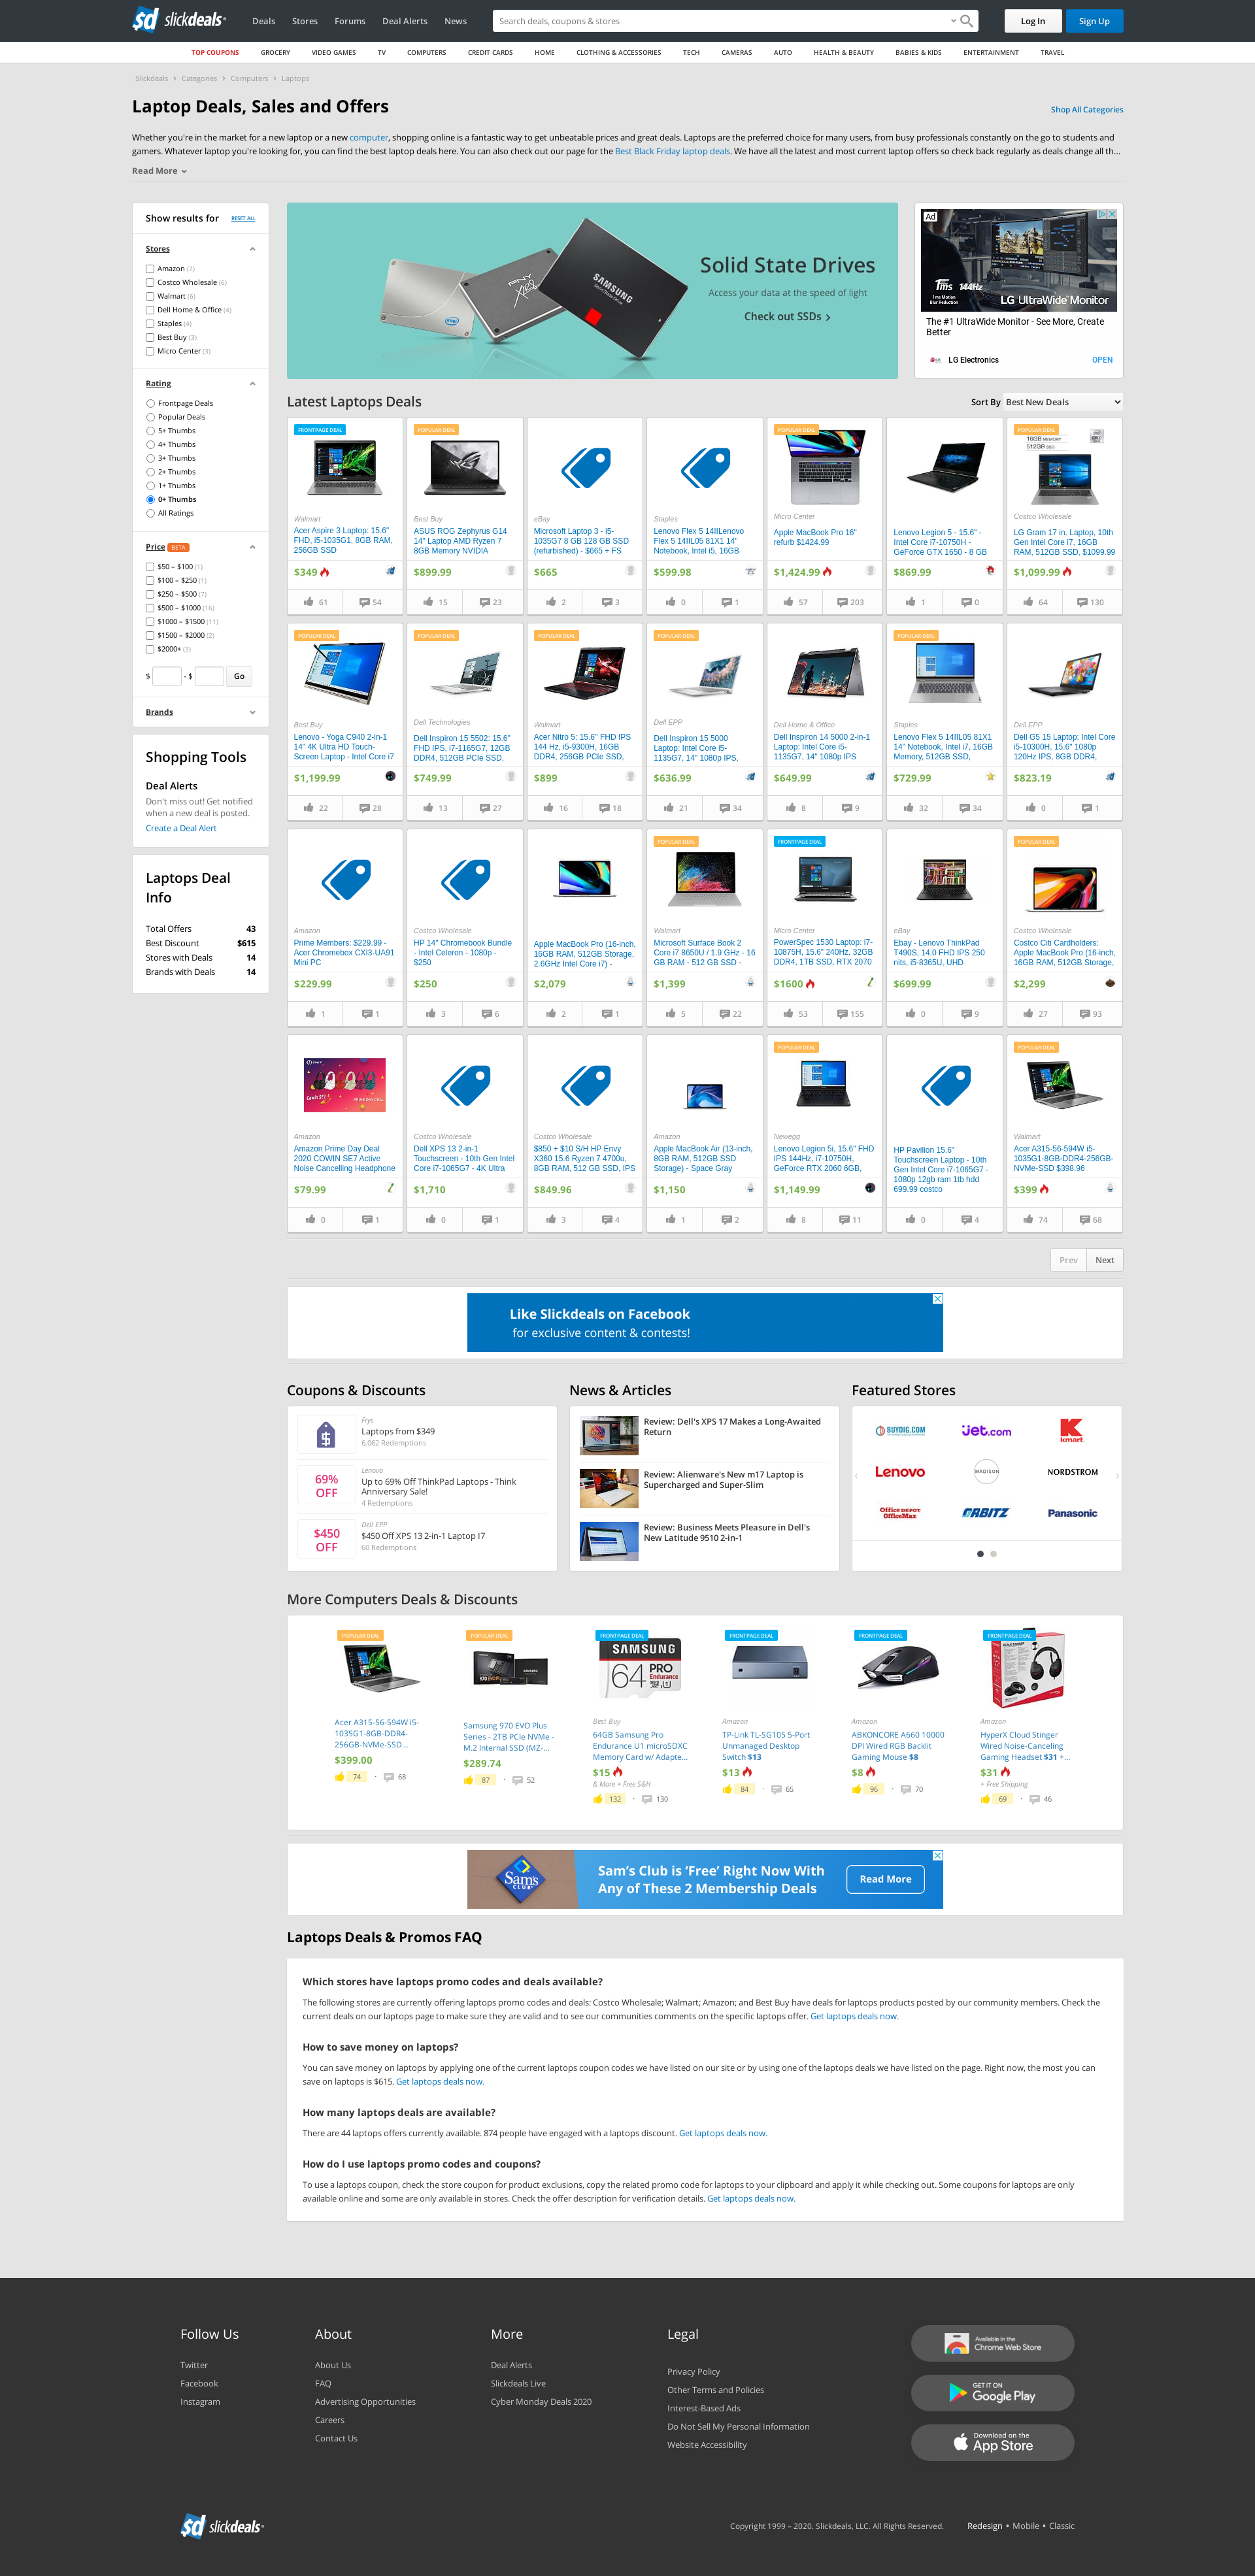 sd slickdeals
Deals Stores Forums Deal Alerts News
Search deals, coupons & stores
Log In
Sign Up
TOP COUPONS GROCERY VIDEO GAMES TV COMPUTERS CREDIT CARDS HOME CLOTHING & ACCESSORIES TECH CAMERAS AUTO HEALTH & BEAUTY BABIES & KIDS ENTERTAINMENT TRAVEL
Slickdeals > Categories > Computers > Laptops
Laptop Deals, Sales and Offers
Shop All Categories
Whether you're in the market for a new laptop or a new computer, shopping online is a fantastic way to get unbeatable prices and great deals. Laptops are the preferred choice for many users, from busy professionals constantly on the go to students and
gamers. Whatever laptop you're looking for, you can find the best laptop deals here. You can also check out our page for the Best Black Friday laptop deals. We have all the latest and most current laptop offers so check back regularly as deals change all th...
Read More
Show results for
RESET ALL
Stores
Amazon (7)
Costco Wholesale (6)
Walmart (6)
Dell Home & Office (4)
Staples (4)
Best Buy (3)
Micro Center (3)
Rating
Frontpage Deals
Popular Deals
5+ Thumbs
4+ Thumbs
3+ Thumbs
2+ Thumbs
1+ Thumbs
0+ Thumbs
All Ratings
Price BETA
$50 – $100 (1)
$100 – $250 (1)
$250 – $500 (7)
$500 – $1000 (16)
$1000 – $1500 (11)
$1500 – $2000 (2)
$2000+ (3)
$ - $ Go
Brands
Shopping Tools
Deal Alerts
Don't miss out! Get notified
when a new deal is posted.
Create a Deal Alert
Laptops Deal
Info
Total Offers 43
Best Discount $615
Stores with Deals 14
Brands with Deals 14
Solid State Drives
Access your data at the speed of light
Check out SSDs >
SAMSUNG
intel
Ad
1ms 144Hz
1ms Motion
Blur Reduction
LG UltraWide Monitor
The #1 UltraWide Monitor - See More, Create
Better
LG Electronics
OPEN
Latest Laptops Deals
Sort By Best New Deals
FRONTPAGE DEAL
Walmart
Acer Aspire 3 Laptop: 15.6"
FHD, i5-1035G1, 8GB RAM,
256GB SSD
$349
61 54
POPULAR DEAL
Best Buy
ASUS ROG Zephyrus G14
14" Laptop AMD Ryzen 7
8GB Memory NVIDIA
$899.99
15 23
eBay
Microsoft Laptop 3 - i5-
1035G7 8 GB 128 GB SSD
(refurbished) - $665 + FS
$665
2 3
Staples
Lenovo Flex 5 14IILenovo
Flex 5 14IIL05 81X1 14"
Notebook, Intel i5, 16GB
$599.98
0 1
POPULAR DEAL
Micro Center
Apple MacBook Pro 16"
refurb $1424.99
$1,424.99
57 203
Lenovo Legion 5 - 15.6" -
Intel Core i7-10750H -
GeForce GTX 1650 - 8 GB
$869.99
1 0
POPULAR DEAL
16GB MEMORY
512GB SSD
Costco Wholesale
LG Gram 17 in. Laptop, 10th
Gen Intel Core i7, 16GB
RAM, 512GB SSD, $1099.99
$1,099.99
64 130
POPULAR DEAL
Best Buy
Lenovo - Yoga C940 2-in-1
14" 4K Ultra HD Touch-
Screen Laptop - Intel Core i7
$1,199.99
22 28
POPULAR DEAL
Dell Technologies
Dell Inspiron 15 5502: 15.6"
FHD IPS, i7-1165G7, 12GB
DDR4, 512GB PCIe SSD,
$749.99
13 27
POPULAR DEAL
Walmart
Acer Nitro 5: 15.6'' FHD IPS
144 Hz, i5-9300H, 16GB
DDR4, 256GB PCIe SSD,
$899
16 18
POPULAR DEAL
Dell EPP
Dell Inspiron 15 5000
Laptop: Intel Core i5-
1135G7, 14" 1080p IPS,
$636.99
21 34
Dell Home & Office
Dell Inspiron 14 5000 2-in-1
Laptop: Intel Core i5-
1135G7, 14" 1080p IPS
$649.99
8 9
POPULAR DEAL
Staples
Lenovo Flex 5 14IIL05 81X1
14" Notebook, Intel i7, 16GB
Memory, 512GB SSD,
$729.99
32 34
Dell EPP
Dell G5 15 Laptop: Intel Core
i5-10300H, 15.6" 1080p
120Hz IPS, 8GB DDR4,
$823.19
0 1
Amazon
Prime Members: $229.99 -
Acer Chromebox CXI3-UA91
Mini PC
$229.99
1 1
Costco Wholesale
HP 14" Chromebook Bundle
- Intel Celeron - 1080p -
$250
$250
3 6
Apple MacBook Pro (16-inch,
16GB RAM, 512GB Storage,
2.6GHz Intel Core i7) -
$2,079
2 1
POPULAR DEAL
Walmart
Microsoft Surface Book 2
Core i7 8650U / 1.9 GHz - 16
GB RAM - 512 GB SSD -
$1,399
5 22
FRONTPAGE DEAL
Micro Center
PowerSpec 1530 Laptop: i7-
10875H, 15.6" 240Hz, 32GB
DDR4, 1TB SSD, RTX 2070
$1600
53 155
eBay
Ebay - Lenovo ThinkPad
T490S, 14.0 FHD IPS 250
nits, i5-8365U, UHD
$699.99
0 9
POPULAR DEAL
Costco Wholesale
Costco Citi Cardholders:
Apple MacBook Pro (16-inch,
16GB RAM, 512GB Storage,
$2,299
27 93
Amazon
Amazon Prime Day Deal
2020 COWIN SE7 Active
Noise Cancelling Headphone
$79.99
0 1
Costco Wholesale
Dell XPS 13 2-in-1
Touchscreen - 10th Gen Intel
Core i7-1065G7 - 4K Ultra
$1,710
0 1
Costco Wholesale
$850 + $10 S/H HP Envy
X360 15.6 Ryzen 7 4700u,
8GB RAM, 512 GB SSD, IPS
$849.96
3 4
Amazon
Apple MacBook Air (13-inch,
8GB RAM, 512GB SSD
Storage) - Space Gray
$1,150
1 2
POPULAR DEAL
Newegg
Lenovo Legion 5i, 15.6" FHD
IPS 144Hz, i7-10750H,
GeForce RTX 2060 6GB,
$1,149.99
8 11
HP Pavilion 15.6"
Touchscreen Laptop - 10th
Gen Intel Core i7-1065G7 -
1080p 12gb ram 1tb hdd
699.99 costco
0 4
POPULAR DEAL
Walmart
Acer A315-56-594W i5-
1035G1-8GB-DDR4-256GB-
NVMe-SSD $398.96
$399
74 68
Prev Next
Like Slickdeals on Facebook
for exclusive content & contests!
Coupons & Discounts
Frys
Laptops from $349
6,062 Redemptions
69%
OFF
Lenovo
Up to 69% Off ThinkPad Laptops - Think
Anniversary Sale!
4 Redemptions
$450
OFF
Dell EPP
$450 Off XPS 13 2-in-1 Laptop I7
60 Redemptions
News & Articles
Review: Dell's XPS 17 Makes a Long-Awaited
Return
Review: Alienware's New m17 Laptop is
Supercharged and Super-Slim
Review: Business Meets Pleasure in Dell's
New Latitude 9510 2-in-1
Featured Stores
BUYDIG.COM jet.com kmart
Lenovo MADISON NORDSTROM
Office DEPOT OfficeMax ORBITZ Panasonic
More Computers Deals & Discounts
POPULAR DEAL
Acer A315-56-594W i5-
1035G1-8GB-DDR4-
256GB-NVMe-SSD...
$399.00
74 · 68
POPULAR DEAL
Samsung 970 EVO Plus
Series - 2TB PCIe NVMe -
M.2 Internal SSD (MZ-...
$289.74
87 · 52
FRONTPAGE DEAL
SAMSUNG
64 PRO
Endurance
Best Buy
64GB Samsung Pro
Endurance U1 microSDXC
Memory Card w/ Adapte...
$15
& More + Free S&H
132 · 130
FRONTPAGE DEAL
Amazon
TP-Link TL-SG105 5-Port
Unmanaged Desktop
Switch $13
$13
84 · 65
FRONTPAGE DEAL
Amazon
ABKONCORE A660 10000
DPI Wired RGB Backlit
Gaming Mouse $8
$8
96 · 70
FRONTPAGE DEAL
Amazon
HyperX Cloud Stinger
Wired Noise-Canceling
Gaming Headset $31 +...
$31
+ Free Shipping
69 · 46
Sam's CLUB
Sam's Club is 'Free' Right Now With
Any of These 2 Membership Deals
Read More
Laptops Deals & Promos FAQ
Which stores have laptops promo codes and deals available?
The following stores are currently offering laptops promo codes and deals: Costco Wholesale; Walmart; Amazon; and Best Buy have deals for laptops products posted by our community members. Check the
current deals on our laptops page to make sure they are valid and to see our communities comments on the specific laptops offer. Get laptops deals now.
How to save money on laptops?
You can save money on laptops by applying one of the current laptops coupon codes we have listed on our site or by using one of the laptops deals we have listed on the page. Right now, the most you can
save on laptops is $615. Get laptops deals now.
How many laptops deals are available?
There are 44 laptops offers currently available. 874 people have engaged with a laptops discount. Get laptops deals now.
How do I use laptops promo codes and coupons?
To use a laptops coupon, check the store coupon for product exclusions, copy the related promo code for laptops to your clipboard and apply it while checking out. Some coupons for laptops are only
available online and some are only available in stores. Check the offer description for verification details. Get laptops deals now.
Follow Us
Twitter
Facebook
Instagram
About
About Us
FAQ
Advertising Opportunities
Careers
Contact Us
More
Deal Alerts
Slickdeals Live
Cyber Monday Deals 2020
Legal
Privacy Policy
Other Terms and Policies
Interest-Based Ads
Do Not Sell My Personal Information
Website Accessibility
Available in the
Chrome Web Store
GET IT ON
Google Play
Download on the
App Store
sd slickdeals
Copyright 1999 – 2020. Slickdeals, LLC. All Rights Reserved.
Redesign • Mobile • Classic